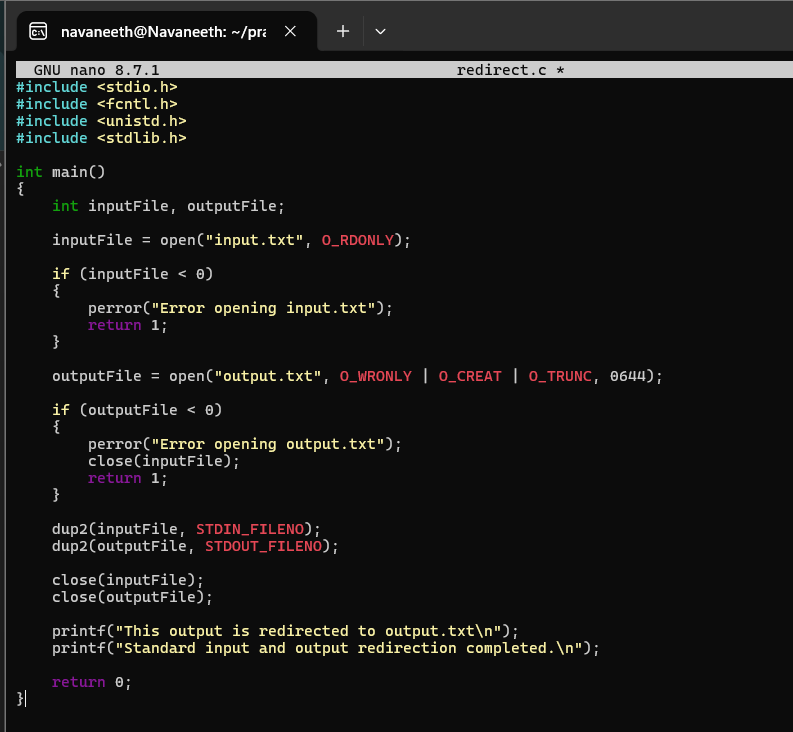 navaneeth@Navaneeth: ~/pra
GNU nano 8.7.1 redirect.c *
#include <stdio.h>
#include <fcntl.h>
#include <unistd.h>
#include <stdlib.h>

int main()
{
    int inputFile, outputFile;

    inputFile = open("input.txt", O_RDONLY);

    if (inputFile < 0)
    {
        perror("Error opening input.txt");
        return 1;
    }

    outputFile = open("output.txt", O_WRONLY | O_CREAT | O_TRUNC, 0644);

    if (outputFile < 0)
    {
        perror("Error opening output.txt");
        close(inputFile);
        return 1;
    }

    dup2(inputFile, STDIN_FILENO);
    dup2(outputFile, STDOUT_FILENO);

    close(inputFile);
    close(outputFile);

    printf("This output is redirected to output.txt\n");
    printf("Standard input and output redirection completed.\n");

    return 0;
}